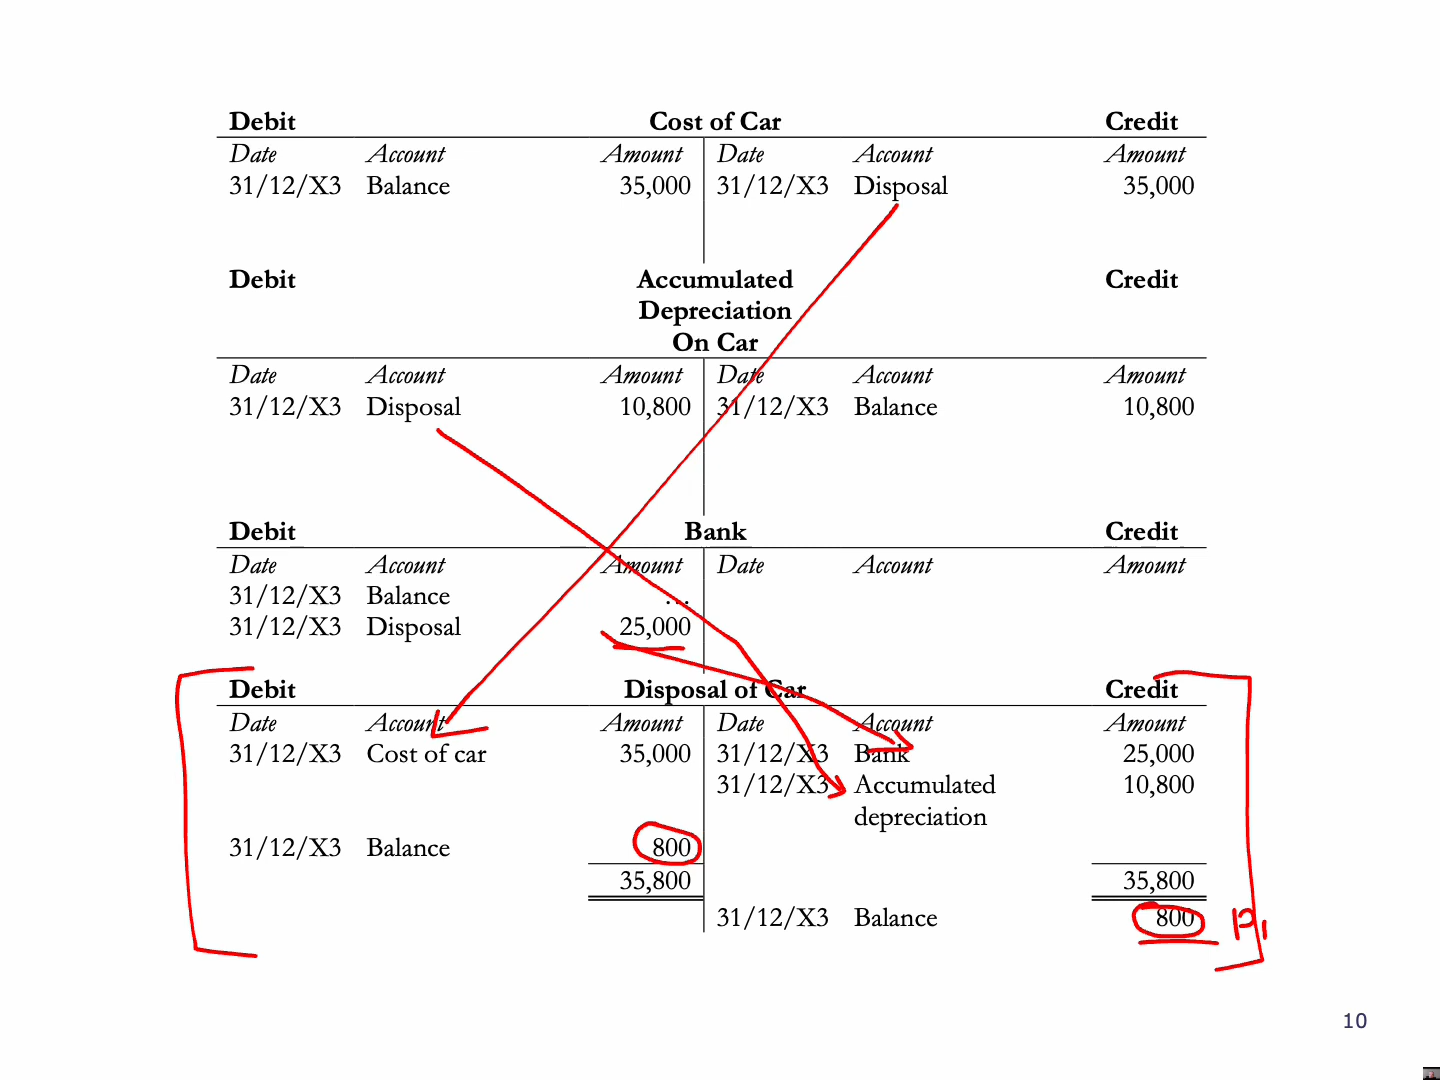 Debit Cost of Car Credit
Date Account Amount Date Account Amount
31/12/X3 Balance 35,000 31/12/X3 Disposal 35,000
Debit Accumulated Credit
Depreciation
On Car
Date Account Amount Date Account Amount
31/12/X3 Disposal 10,800 31/12/X3 Balance 10,800
Debit Bank Credit
Date Account Amount Date Account Amount
31/12/X3 Balance ...
31/12/X3 Disposal 25,000
Debit Disposal of Car Credit
Date Account Amount Date Account Amount
31/12/X3 Cost of car 35,000 31/12/X3 Bank 25,000
31/12/X3 Accumulated 10,800
depreciation
31/12/X3 Balance 800
35,800 35,800
31/12/X3 Balance 800
10